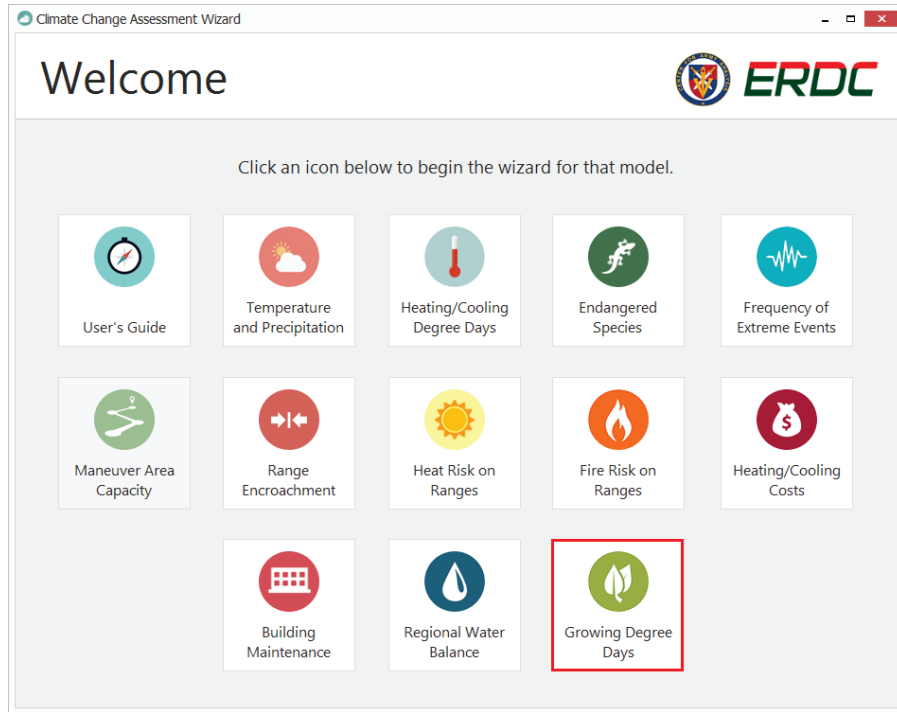 Climate Change Assessment Wizard
Welcome
ERDC
Click an icon below to begin the wizard for that model.
User's Guide
Temperature
and Precipitation
Heating/Cooling
Degree Days
Endangered
Species
Frequency of
Extreme Events
Maneuver Area
Capacity
Range
Encroachment
Heat Risk on
Ranges
Fire Risk on
Ranges
$
Heating/Cooling
Costs
Building
Maintenance
Regional Water
Balance
Growing Degree
Days